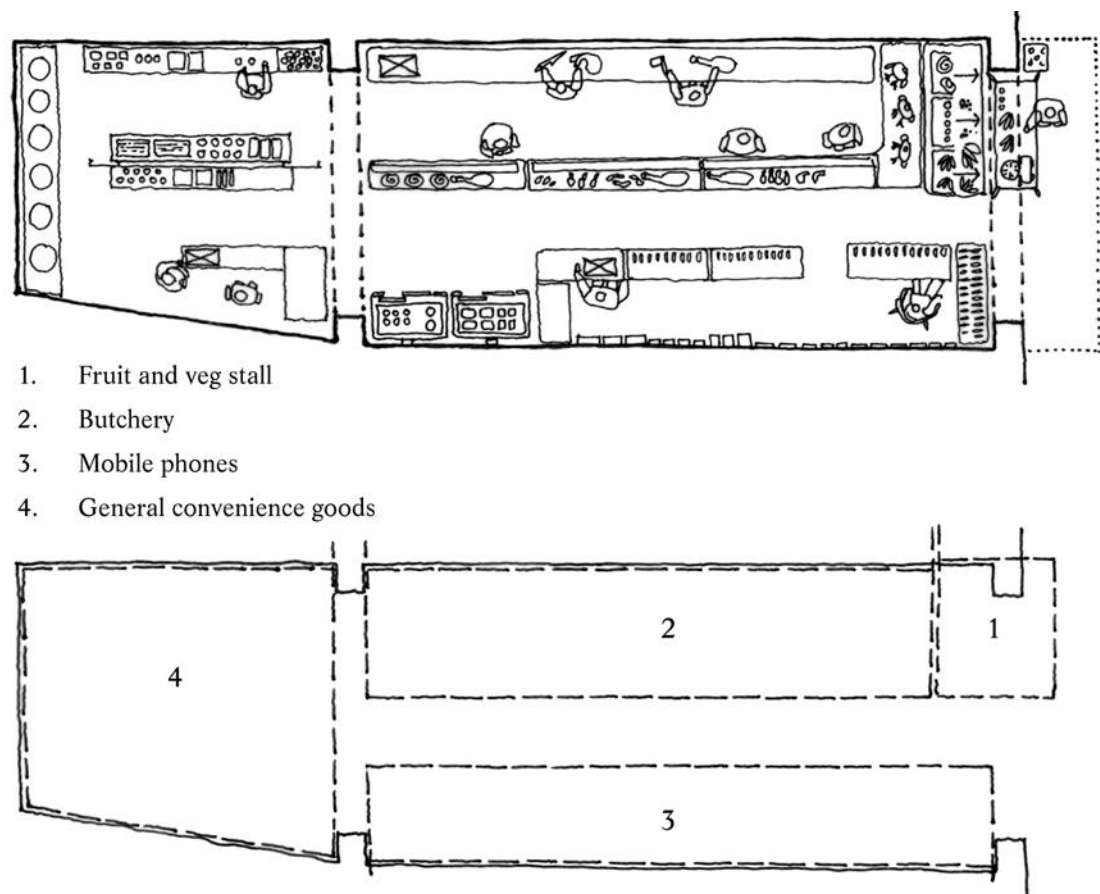 1. Fruit and veg stall
2. Butchery
3. Mobile phones
4. General convenience goods
2
1
4
3